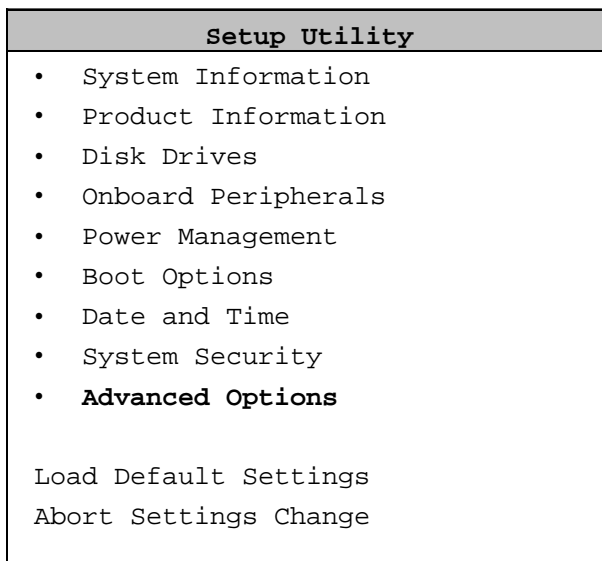 Setup Utility
• System Information
• Product Information
• Disk Drives
• Onboard Peripherals
• Power Management
• Boot Options
• Date and Time
• System Security
• Advanced Options
Load Default Settings
Abort Settings Change